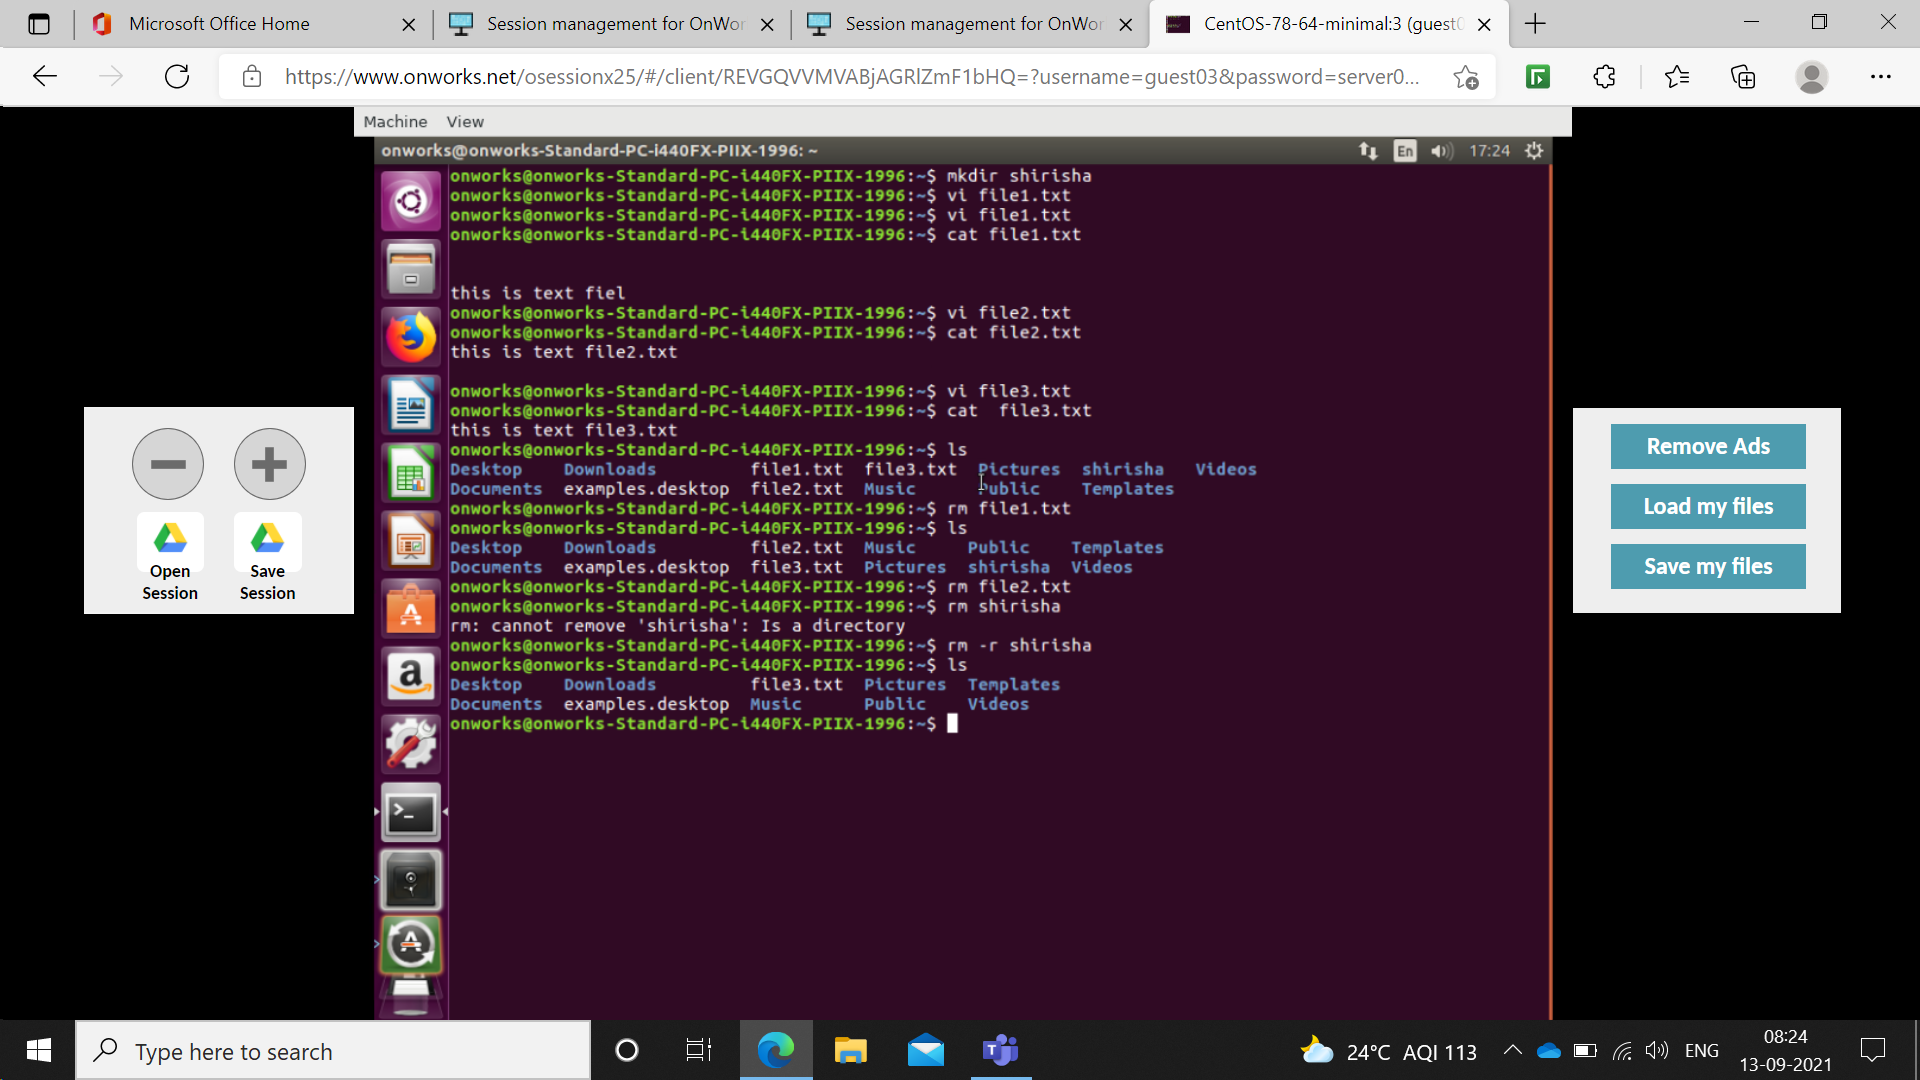 Microsoft Office Home
Session management for OnWor
Session management for OnWor
CentOS-78-64-minimal:3 (guest0
https://www.onworks.net/osessionx25/#/client/REVGQVVMVABjAGRlZmF1bHQ=?username=guest03&password=server0...
Machine View
onworks@onworks-Standard-PC-i440FX-PIIX-1996: ~ En 17:24
onworks@onworks-Standard-PC-i440FX-PIIX-1996:~$ mkdir shirisha
onworks@onworks-Standard-PC-i440FX-PIIX-1996:~$ vi file1.txt
onworks@onworks-Standard-PC-i440FX-PIIX-1996:~$ vi file1.txt
onworks@onworks-Standard-PC-i440FX-PIIX-1996:~$ cat file1.txt
this is text fiel
onworks@onworks-Standard-PC-i440FX-PIIX-1996:~$ vi file2.txt
onworks@onworks-Standard-PC-i440FX-PIIX-1996:~$ cat file2.txt
this is text file2.txt
onworks@onworks-Standard-PC-i440FX-PIIX-1996:~$ vi file3.txt
onworks@onworks-Standard-PC-i440FX-PIIX-1996:~$ cat  file3.txt
this is text file3.txt
onworks@onworks-Standard-PC-i440FX-PIIX-1996:~$ ls
Desktop Downloads file1.txt file3.txt Pictures shirisha Videos
Documents examples.desktop file2.txt Music Public Templates
onworks@onworks-Standard-PC-i440FX-PIIX-1996:~$ rm file1.txt
onworks@onworks-Standard-PC-i440FX-PIIX-1996:~$ ls
Desktop Downloads file2.txt Music Public Templates
Documents examples.desktop file3.txt Pictures shirisha Videos
onworks@onworks-Standard-PC-i440FX-PIIX-1996:~$ rm file2.txt
onworks@onworks-Standard-PC-i440FX-PIIX-1996:~$ rm shirisha
rm: cannot remove 'shirisha': Is a directory
onworks@onworks-Standard-PC-i440FX-PIIX-1996:~$ rm -r shirisha
onworks@onworks-Standard-PC-i440FX-PIIX-1996:~$ ls
Desktop Downloads file3.txt Pictures Templates
Documents examples.desktop Music Public Videos
onworks@onworks-Standard-PC-i440FX-PIIX-1996:~$
Open
Session
Save
Session
Remove Ads
Load my files
Save my files
Type here to search
24°C AQI 113
ENG
08:24
13-09-2021